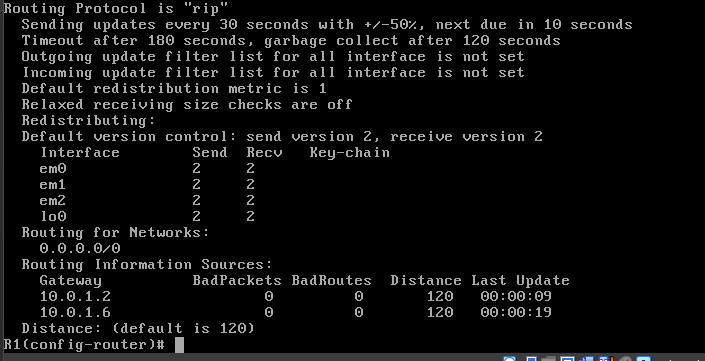 Routing Protocol is "rip"
  Sending updates every 30 seconds with +/-50%, next due in 10 seconds
  Timeout after 180 seconds, garbage collect after 120 seconds
  Outgoing update filter list for all interface is not set
  Incoming update filter list for all interface is not set
  Default redistribution metric is 1
  Relaxed receiving size checks are off
  Redistributing:
  Default version control: send version 2, receive version 2
    Interface        Send  Recv   Key-chain
    em0              2     2
    em1              2     2
    em2              2     2
    lo0              2     2
  Routing for Networks:
    0.0.0.0/0
  Routing Information Sources:
    Gateway          BadPackets BadRoutes  Distance Last Update
    10.0.1.2                  0         0       120   00:00:09
    10.0.1.6                  0         0       120   00:00:19
  Distance: (default is 120)
R1(config-router)#